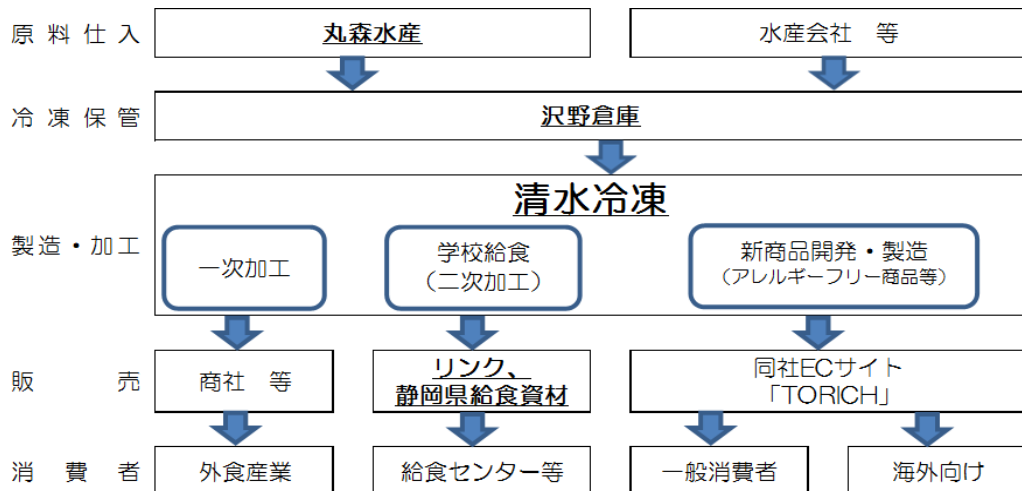 原料仕入
丸森水産
水産会社　等
冷凍保管
沢野倉庫
製造・加工
清水冷凍
一次加工
学校給食
（二次加工）
新商品開発・製造
（アレルギーフリー商品等）
販売
商社　等
リンク、
静岡県給食資材
同社ECサイト
「TORICH」
消費者
外食産業
給食センター等
一般消費者
海外向け